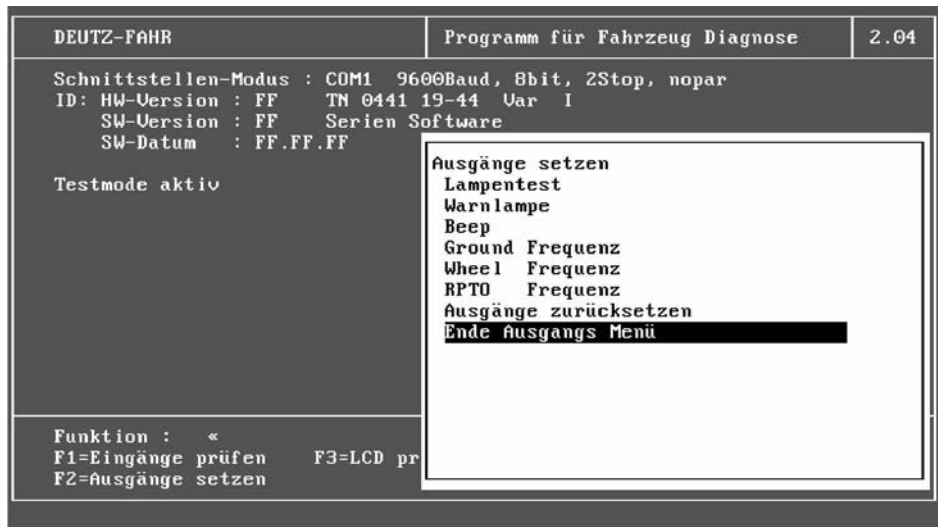 DEUTZ-FAHR
Programm für Fahrzeug Diagnose
2.04
Schnittstellen-Modus : COM1 9600Baud, 8bit, 2Stop, nopar
ID: HW-Version : FF TN 0441 19-44 Var I
SW-Version : FF Serien Software
SW-Datum : FF.FF.FF
Testmode aktiv
Ausgänge setzen
Lampentest
Warnlampe
Beep
Ground Frequenz
Wheel Frequenz
RPTO Frequenz
Ausgänge zurücksetzen
Ende Ausgangs Menü
Funktion : «
F1=Eingänge prüfen F3=LCD pr
F2=Ausgänge setzen